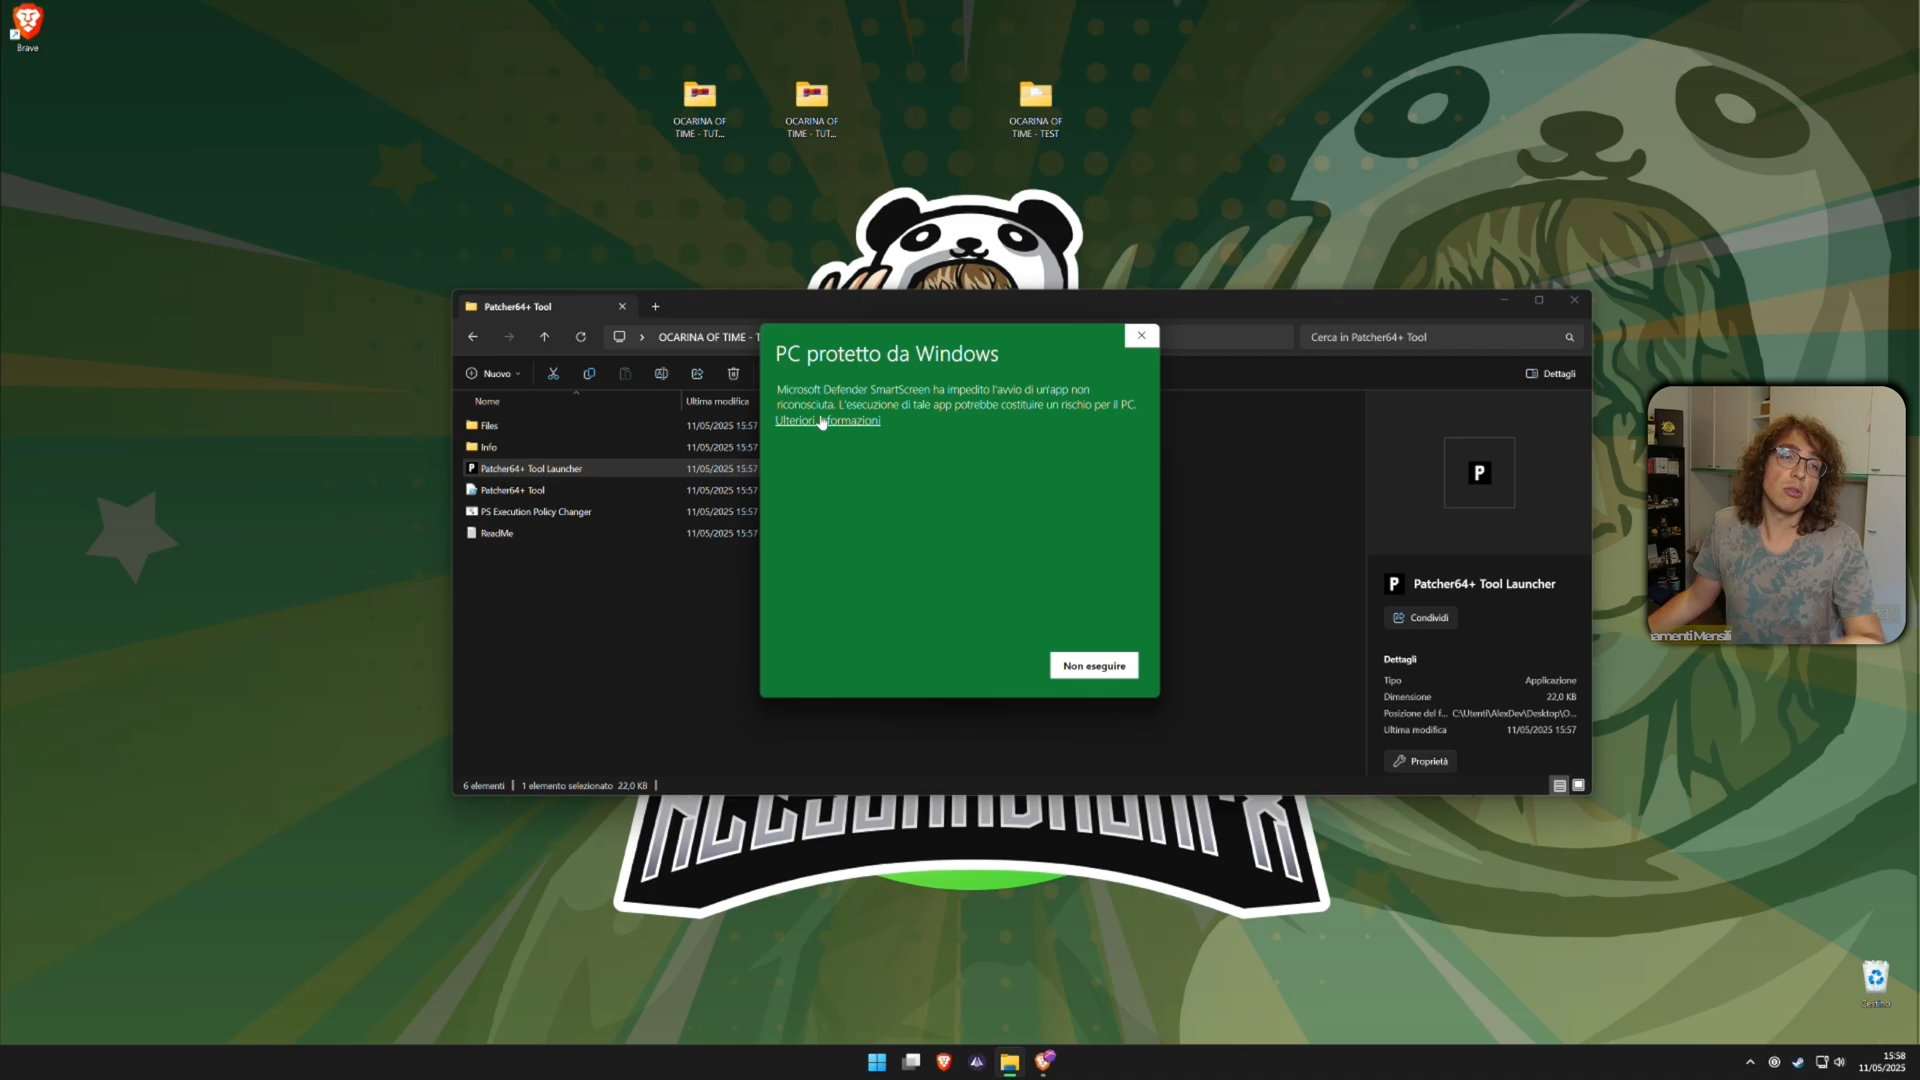 Brave
OCARINA OF
TIME - TUT...
OCARINA OF
TIME - TUT...
OCARINA OF
TIME - TEST
Patcher64+ Tool
OCARINA OF TIME - T
Cerca in Patcher64+ Tool
Nuovo
Dettagli
Nome
Ultima modifica
Files
11/05/2025 15:57
Info
11/05/2025 15:57
Patcher64+ Tool Launcher
11/05/2025 15:57
Patcher64+ Tool
11/05/2025 15:57
PS Execution Policy Changer
11/05/2025 15:57
ReadMe
11/05/2025 15:57
PC protetto da Windows
Microsoft Defender SmartScreen ha impedito l'avvio di un'app non
riconosciuta. L'esecuzione di tale app potrebbe costituire un rischio per il PC.
Ulteriori informazioni
Non eseguire
P
P Patcher64+ Tool Launcher
Condividi
Dettagli
Tipo Applicazione
Dimensione 22,0 KB
Posizione del f... C:\Utenti\AlexDev\Desktop\O...
Ultima modifica 11/05/2025 15:57
Proprietà
6 elementi 1 elemento selezionato 22,0 KB
amenti Mensili
Cestino
15:58
11/05/2025